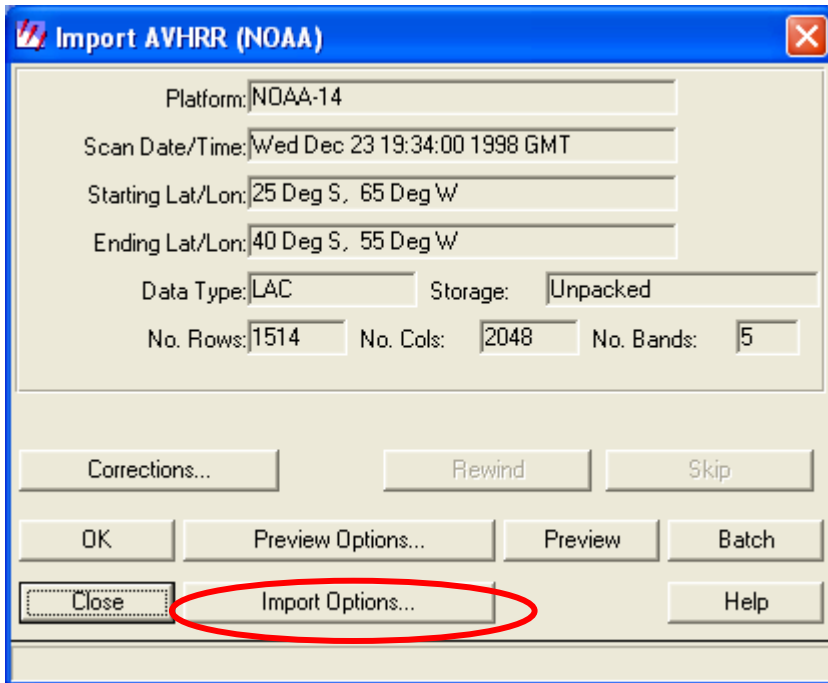 Import AVHRR (NOAA)
Platform: NOAA-14
Scan Date/Time: Wed Dec 23 19:34:00 1998 GMT
Starting Lat/Lon: 25 Deg S, 65 Deg W
Ending Lat/Lon: 40 Deg S, 55 Deg W
Data Type: LAC Storage: Unpacked
No. Rows: 1514 No. Cols: 2048 No. Bands: 5
Corrections... Rewind Skip
OK Preview Options... Preview Batch
Close Import Options... Help